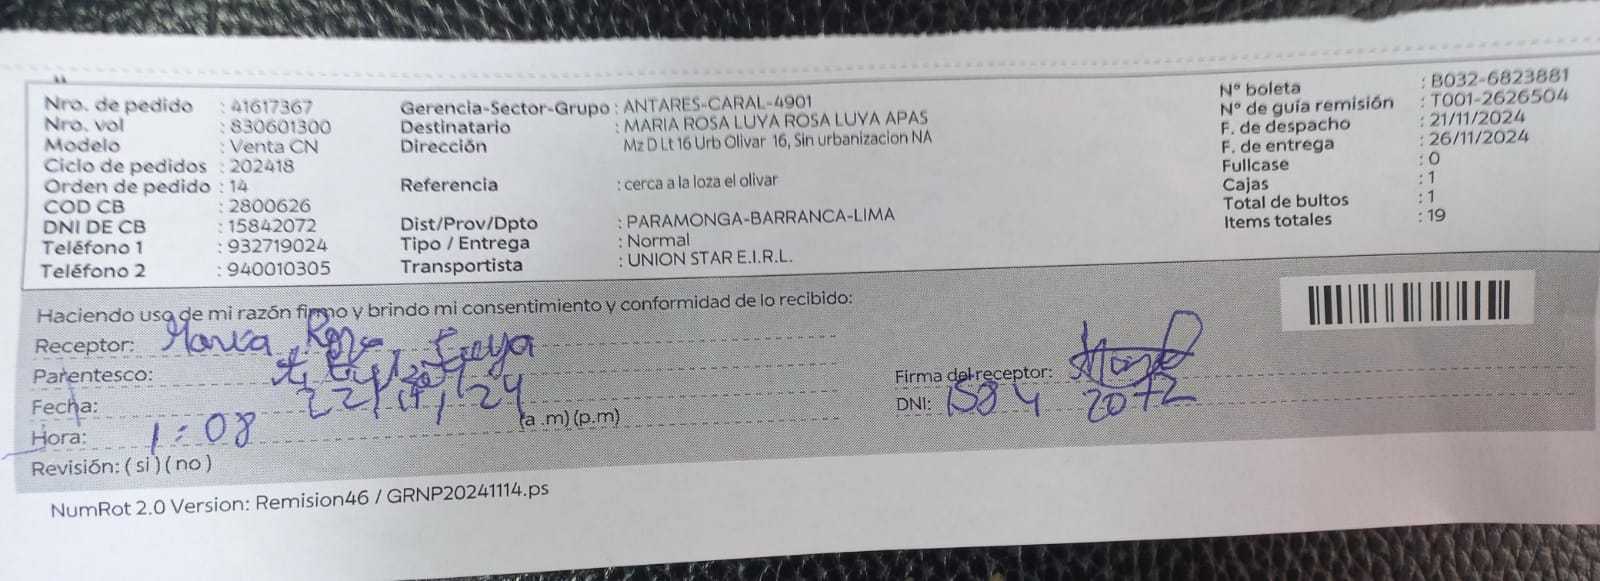 Nro. de pedido : 41617367
Nro. vol : 830601300
Modelo : Venta CN
Ciclo de pedidos : 202418
Orden de pedido : 14
COD CB : 2800626
DNI DE CB : 15842072
Teléfono 1 : 932719024
Teléfono 2 : 940010305
Gerencia-Sector-Grupo : ANTARES-CARAL-4901
Destinatario : MARIA ROSA LUYA ROSA LUYA APAS
Dirección Mz D Lt 16 Urb Olivar 16, Sin urbanizacion NA
Referencia : cerca a la loza el olivar
Dist/Prov/Dpto : PARAMONGA-BARRANCA-LIMA
Tipo / Entrega : Normal
Transportista : UNION STAR E.I.R.L.
N° boleta : B032-6823881
N° de guía remisión : T001-2626504
F. de despacho : 21/11/2024
F. de entrega : 26/11/2024
Fullcase : 0
Cajas : 1
Total de bultos : 1
Items totales : 19
Haciendo uso de mi razón firmo y brindo mi consentimiento y conformidad de lo recibido:
Receptor: Maria Rosa Luya
Parentesco:
Fecha: 22/11/24
Hora: 1:08 (a .m) (p.m)
Revisión: ( si ) ( no )
Firma del receptor:
DNI: 1584 2072
NumRot 2.0 Version: Remision46 / GRNP20241114.ps